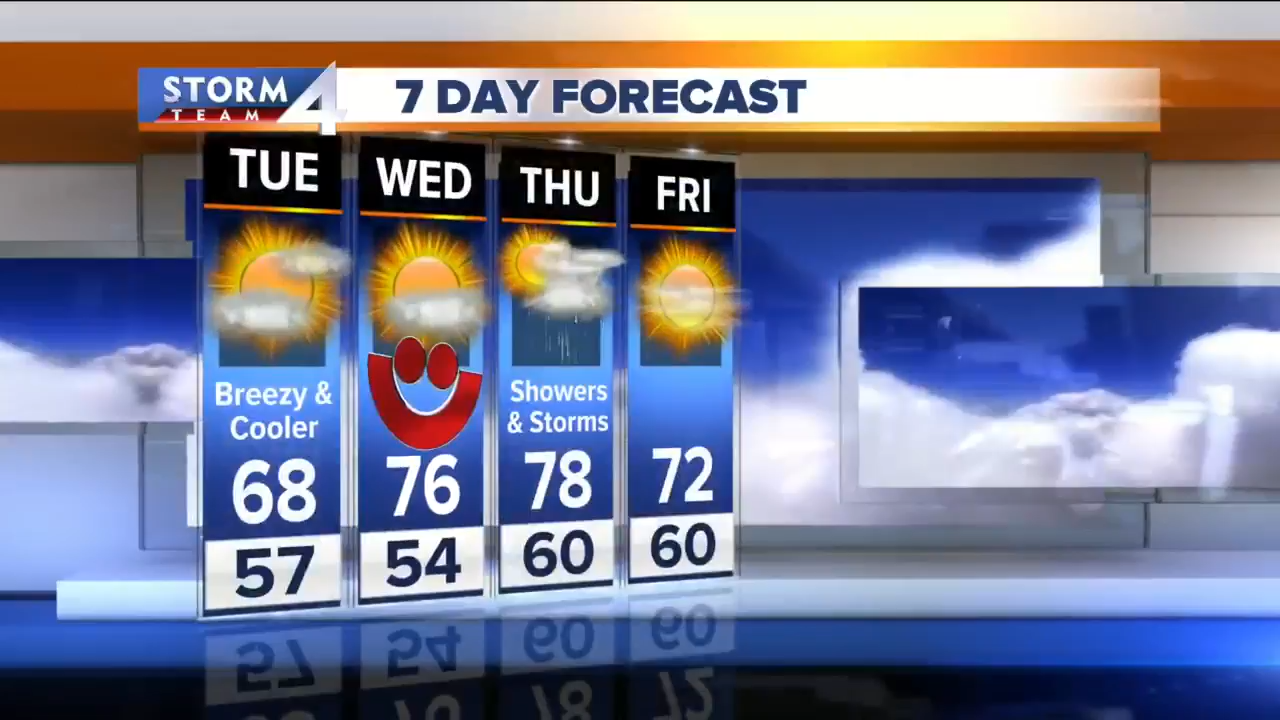 STORM
TEAM
4
7 DAY FORECAST
TUE
Breezy &
Cooler
68
57
WED
76
54
THU
Showers
& Storms
78
60
FRI
72
60